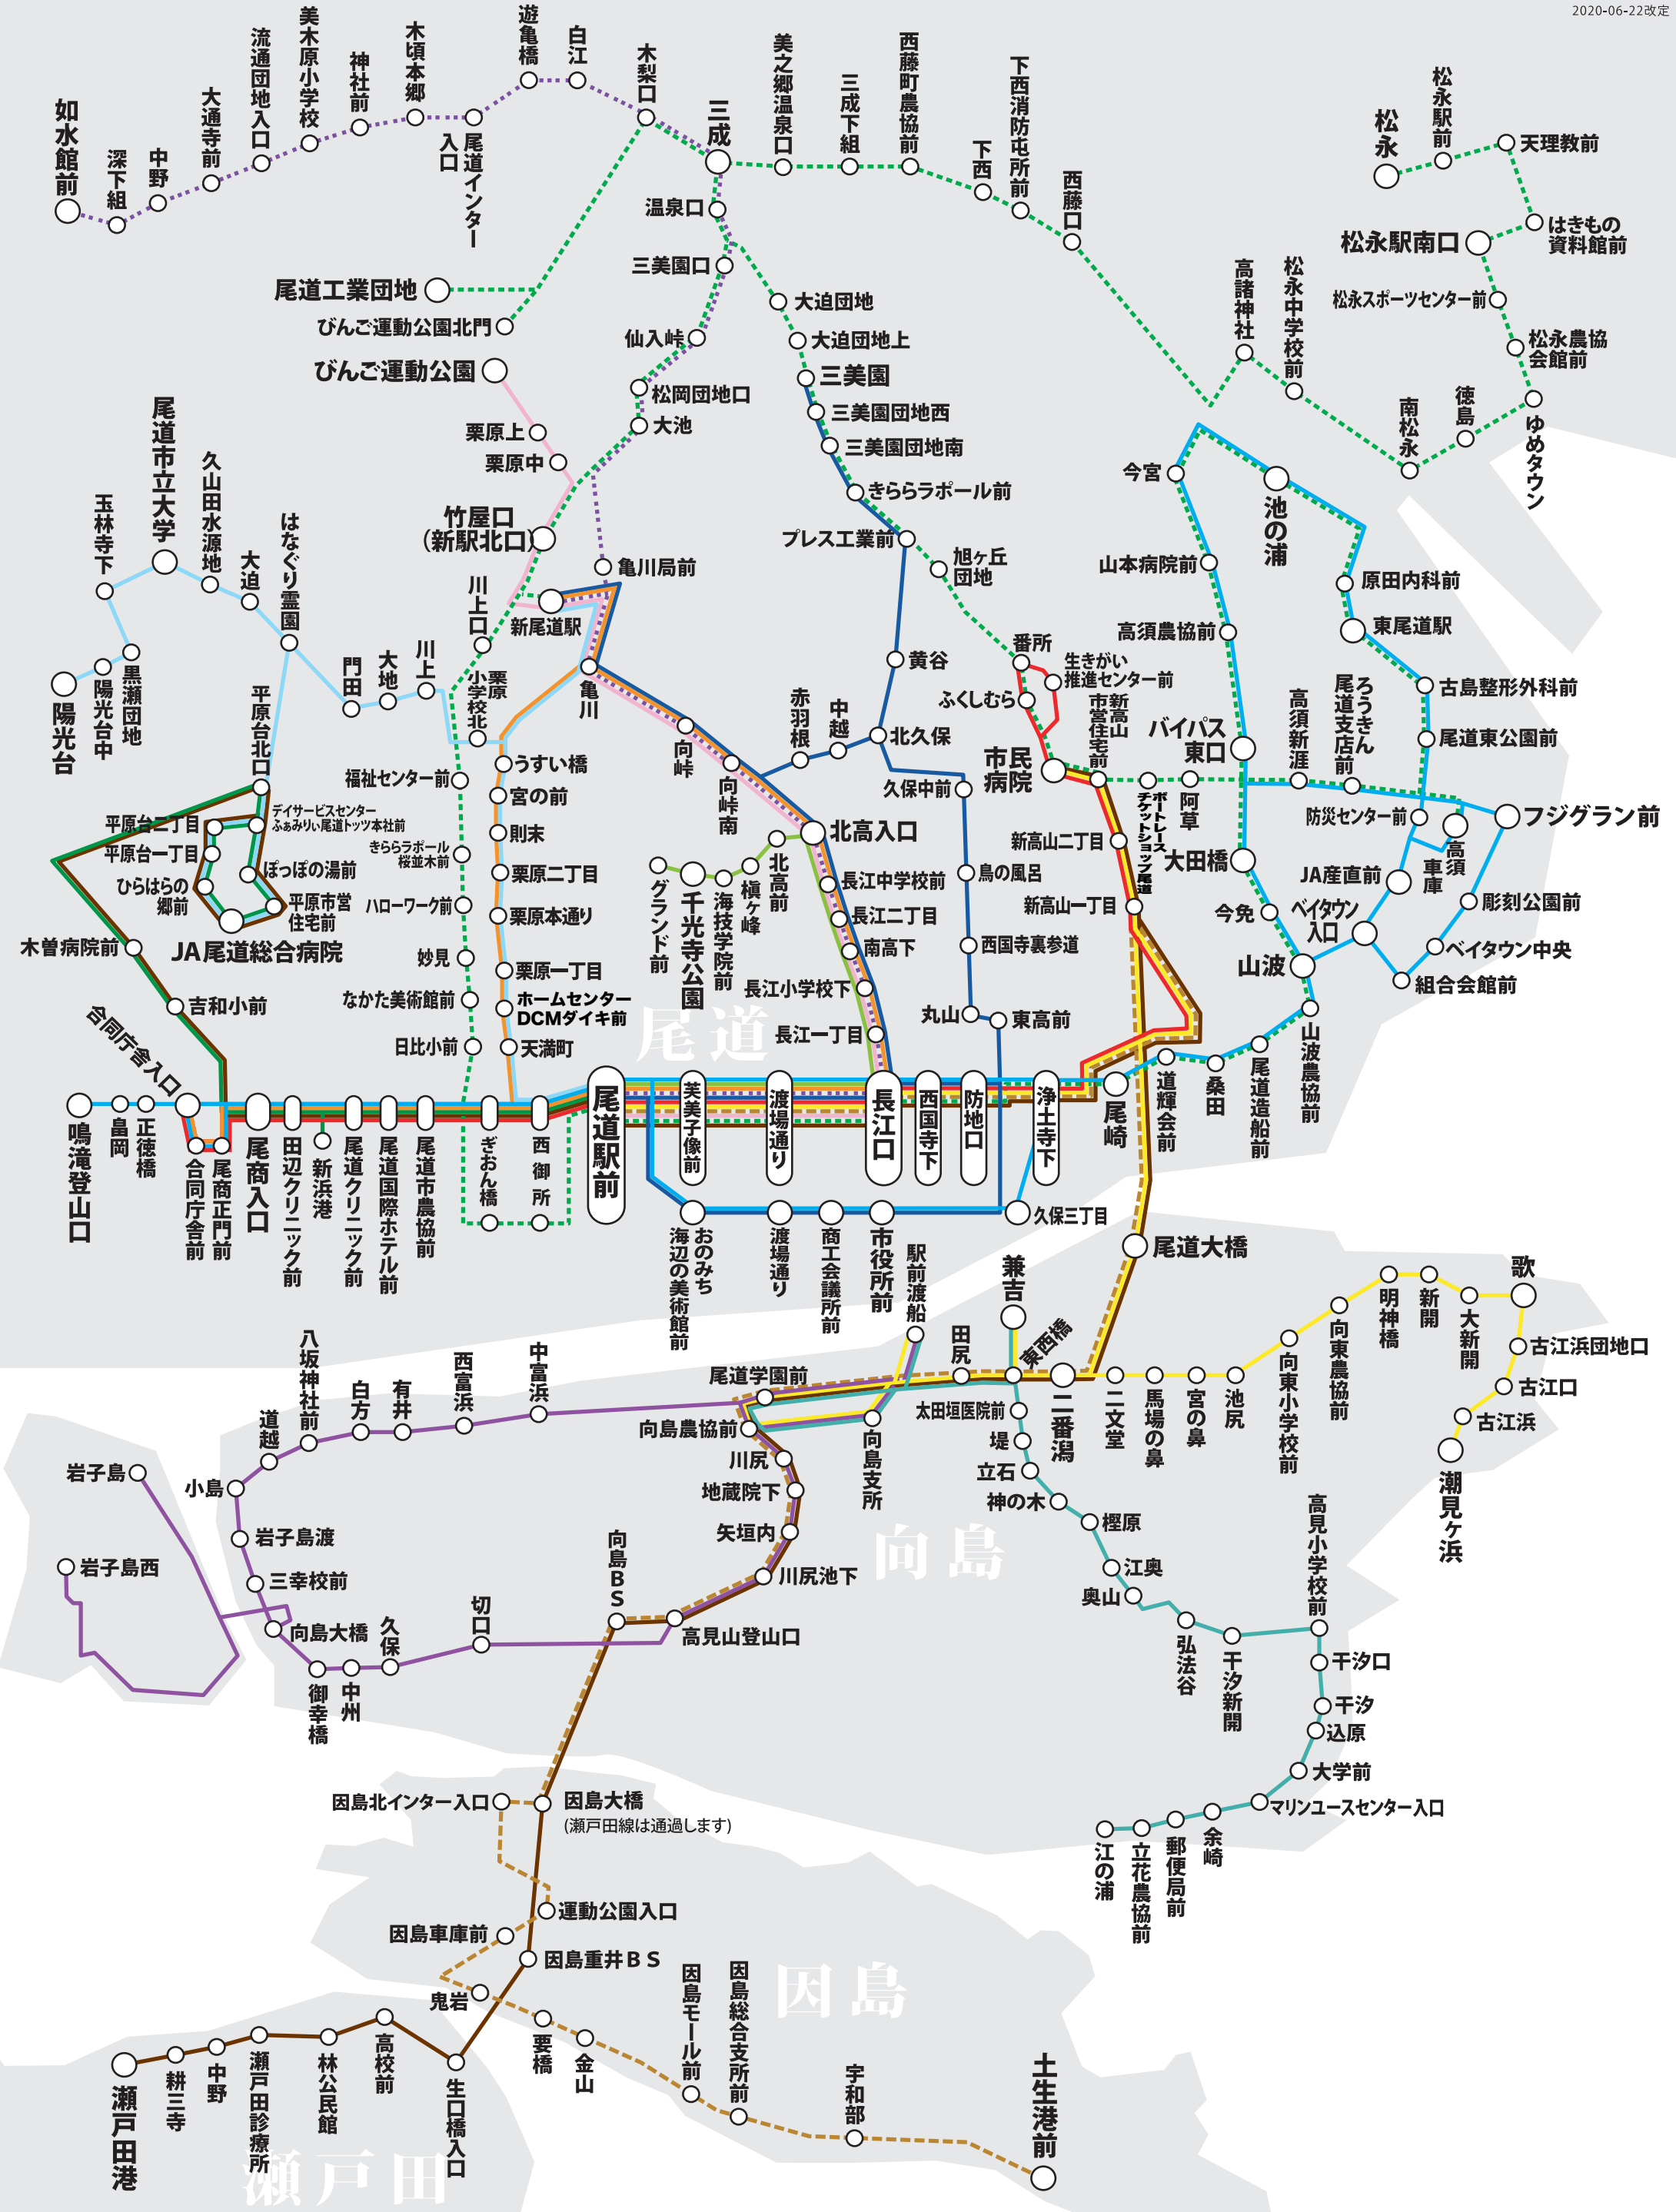 2020-06-22改定
如水館前
深下組
中野
大通寺前
流通団地入口
美木原小学校
神社前
木頃本郷
尾道インター
入口
遊亀橋
白江
木梨口
三成
美之郷温泉口
三成下組
西藤町農協前
下西
下西消防屯所前
西藤口
松永
松永駅前
天理教前
はきもの
資料館前
松永駅南口
松永スポーツセンター前
松永農協
会館前
ゆめタウン
徳島
南松永
松永中学校前
高諸神社
温泉口
三美園口
仙入峠
松岡団地口
大池
尾道工業団地
びんご運動公園北門
びんご運動公園
栗原上
栗原中
竹屋口
(新駅北口)
大迫団地
大迫団地上
三美園
三美園団地西
三美園団地南
きららラポール前
プレス工業前
旭ヶ丘
団地
亀川局前
新尾道駅
川上口
栗原
小学校北
亀川
向峠
向峠南
赤羽根
中越
黄谷
北久保
久保中前
鳥の風呂
西国寺裏参道
丸山
東高前
番所
生きがい
推進センター前
ふくしむら
新高山
市営住宅前
市民
病院
ボートレース
チケットショップ尾道
阿草
新高山二丁目
新高山一丁目
今宮
池の浦
山本病院前
高須農協前
原田内科前
東尾道駅
古島整形外科前
尾道東公園前
バイパス
東口
高須新涯
ろうきん
尾道支店前
防災センター前
高須
車庫
フジグラン前
大田橋
JA産直前
彫刻公園前
今免
ベイタウン
入口
ベイタウン中央
組合会館前
山波
山波農協前
尾道造船前
桑田
道輝会前
尾崎
尾道市立大学
玉林寺下
久山田水源地
大迫
はなぐり霊園
黒瀬団地
陽光台中
陽光台
門田
大地
川上
平原台北口
平原台二丁目
平原台一丁目
デイサービスセンター
ふぁみりぃ尾道トッツ本社前
ぽっぽの湯前
ひらはらの
郷前
平原市営
住宅前
JA尾道総合病院
木曽病院前
吉和小前
合同庁舎入口
福祉センター前
きららラポール
桜並木前
ハローワーク前
妙見
なかた美術館前
日比小前
うすい橋
宮の前
則末
栗原二丁目
栗原本通り
栗原一丁目
ホームセンター
DCMダイキ前
天満町
北高入口
北高前
槇ヶ峰
海技学院前
千光寺公園
グランド前
長江中学校前
長江二丁目
南高下
長江小学校下
長江一丁目
尾道
鳴滝登山口
畠岡
正徳橋
合同庁舎前
尾商正門前
尾商入口
田辺クリニック前
新浜港
尾道クリニック前
尾道国際ホテル前
尾道市農協前
ぎおん橋
西御所
尾道駅前
芙美子像前
渡場通り
長江口
西国寺下
防地口
浄土寺下
おのみち
海辺の美術館前
渡場通り
商工会議所前
市役所前
久保三丁目
駅前渡船
兼吉
尾道大橋
東西橋
田尻
尾道学園前
向島農協前
川尻
地蔵院下
矢垣内
川尻池下
高見山登山口
向島BS
向島支所
太田垣医院前
堤
立石
神の木
樫原
江奥
奥山
弘法谷
干汐新開
高見小学校前
干汐口
干汐
込原
大学前
マリンユースセンター入口
余崎
郵便局前
立花農協前
江の浦
二番潟
二文堂
馬場の鼻
宮の鼻
池尻
向東小学校前
向東農協前
明神橋
新開
大新開
歌
古江浜団地口
古江口
古江浜
潮見ヶ浜
向島
中富浜
西富浜
有井
白方
八坂神社前
道越
小島
岩子島
岩子島渡
岩子島西
三幸校前
向島大橋
御幸橋
中州
久保
切口
因島北インター入口
因島大橋
(瀬戸田線は通過します)
運動公園入口
因島車庫前
因島重井BS
鬼岩
要橋
金山
因島モール前
因島総合支所前
宇和部
土生港前
因島
瀬戸田港
耕三寺
中野
瀬戸田診療所
林公民館
高校前
生口橋入口
瀬戸田